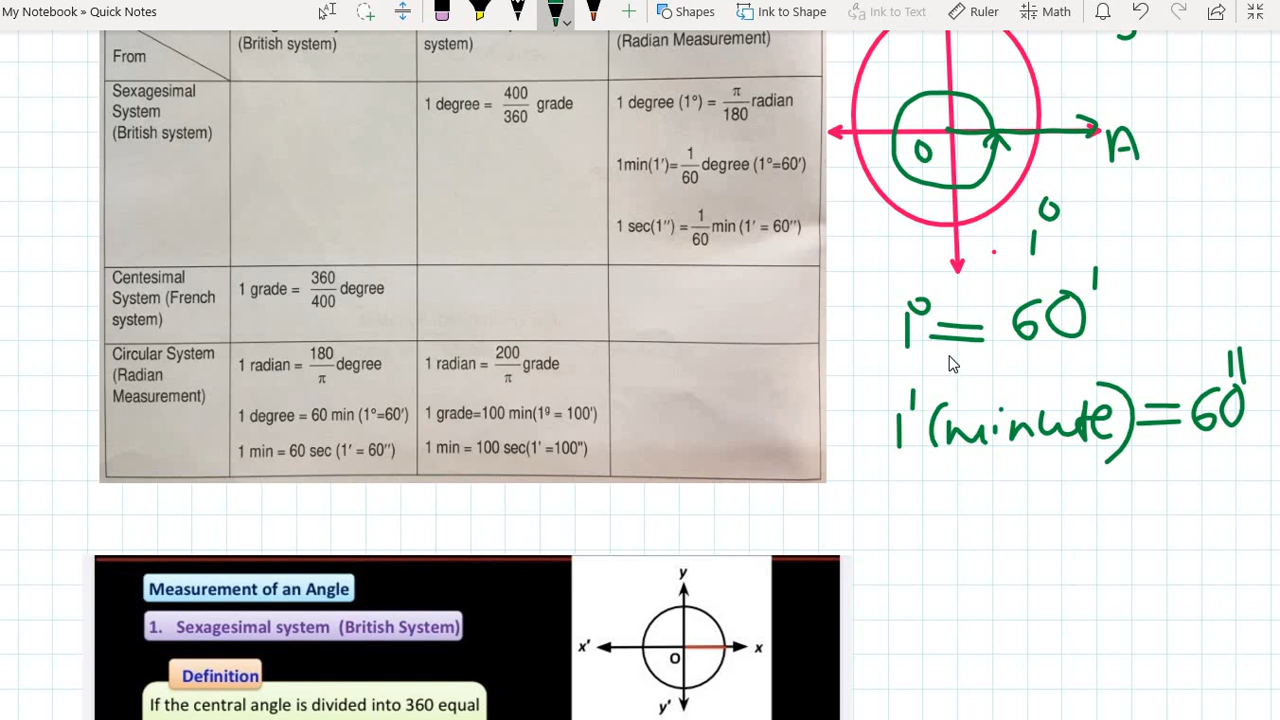 My Notebook » Quick Notes
Shapes
Ink to Shape
Ink to Text
Ruler
Math
From
(British system)
system)
(Radian Measurement)
Sexagesimal
System
(British system)
1 degree = 400/360 grade
1 degree (1°) = π/180 radian
1min(1′)= 1/60 degree (1°=60′)
1 sec(1″) = 1/60 min (1′ = 60″)
Centesimal
System (French
system)
1 grade = 360/400 degree
Circular System
(Radian
Measurement)
1 radian = 180/π degree
1 degree = 60 min (1°=60′)
1 min = 60 sec (1′ = 60″)
1 radian = 200/π grade
1 grade=100 min(1ᵍ = 100′)
1 min = 100 sec(1′ =100″)
O
A
1°
1° = 60′
1′ (minute) = 60″
Measurement of an Angle
1. Sexagesimal system (British System)
Definition
If the central angle is divided into 360 equal
y
x′
O
x
y′